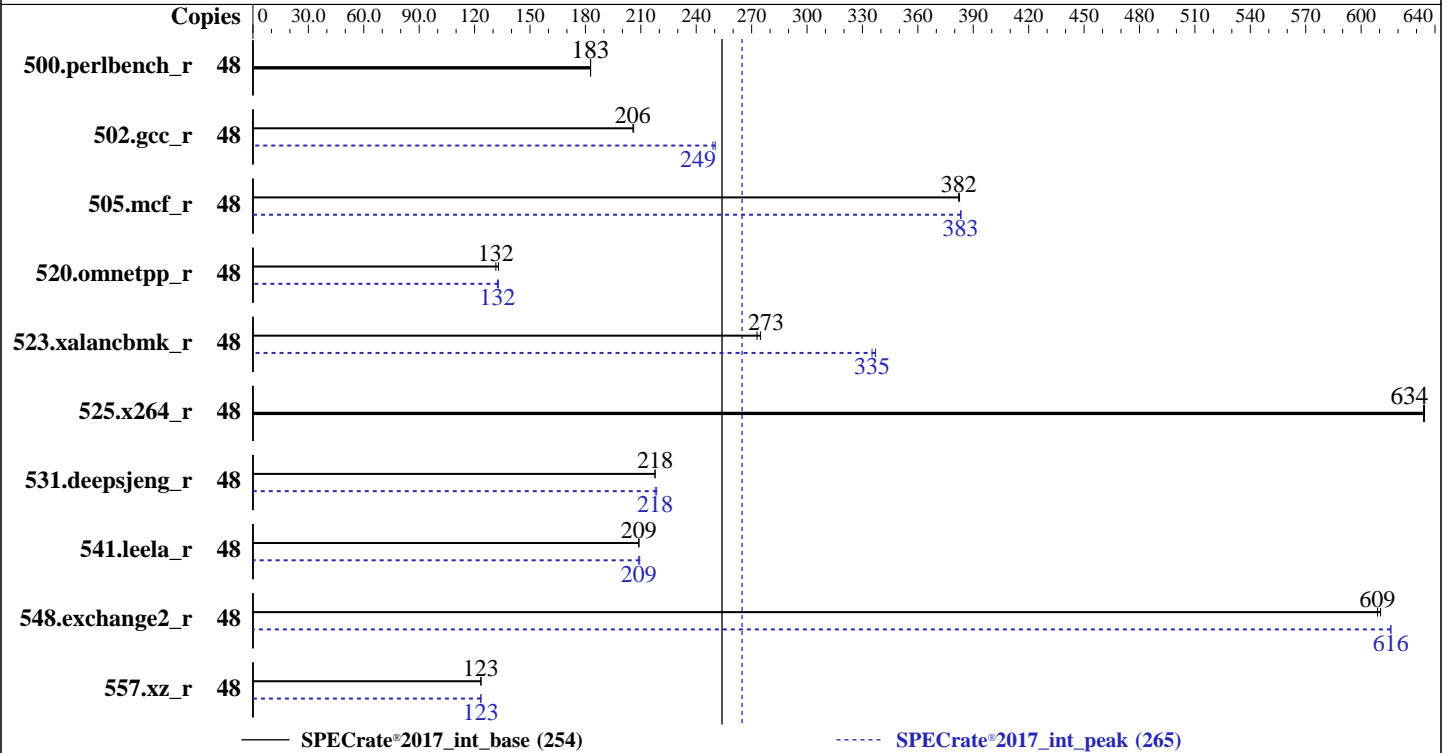 Copies 0 30.0 60.0 90.0 120 150 180 210 240 270 300 330 360 390 420 450 480 510 540 570 600 640
500.perlbench_r 48 183
502.gcc_r 48 206
249
505.mcf_r 48 382
383
520.omnetpp_r 48 132
132
523.xalancbmk_r 48 273
335
525.x264_r 48 634
531.deepsjeng_r 48 218
218
541.leela_r 48 209
209
548.exchange2_r 48 609
616
557.xz_r 48 123
123
SPECrate®2017_int_base (254) SPECrate®2017_int_peak (265)